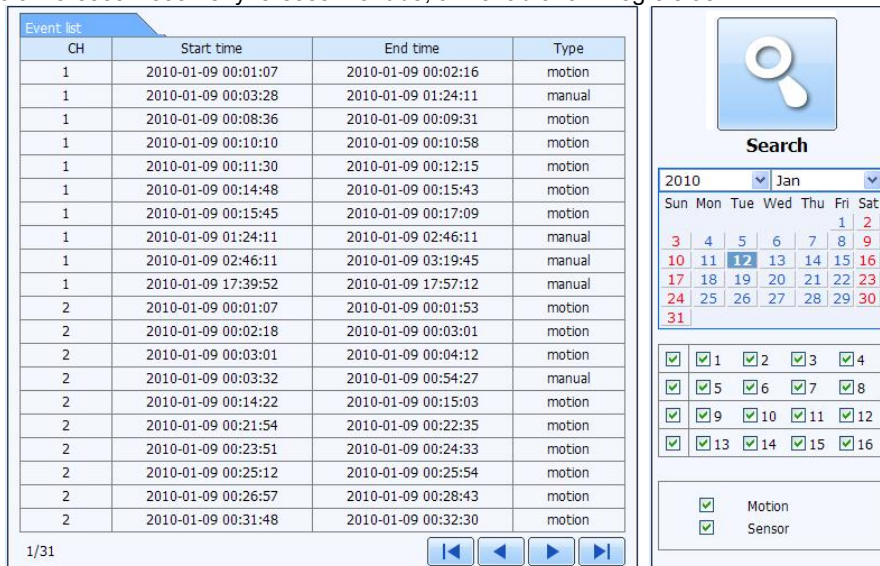 Event list
CH Start time End time Type
1 2010-01-09 00:01:07 2010-01-09 00:02:16 motion
1 2010-01-09 00:03:28 2010-01-09 01:24:11 manual
1 2010-01-09 00:08:36 2010-01-09 00:09:31 motion
1 2010-01-09 00:10:10 2010-01-09 00:10:58 motion
1 2010-01-09 00:11:30 2010-01-09 00:12:15 motion
1 2010-01-09 00:14:48 2010-01-09 00:15:43 motion
1 2010-01-09 00:15:45 2010-01-09 00:17:09 motion
1 2010-01-09 01:24:11 2010-01-09 02:46:11 manual
1 2010-01-09 02:46:11 2010-01-09 03:19:45 manual
1 2010-01-09 17:39:52 2010-01-09 17:57:12 manual
2 2010-01-09 00:01:07 2010-01-09 00:01:53 motion
2 2010-01-09 00:02:18 2010-01-09 00:03:01 motion
2 2010-01-09 00:03:01 2010-01-09 00:04:12 motion
2 2010-01-09 00:03:32 2010-01-09 00:54:27 manual
2 2010-01-09 00:14:22 2010-01-09 00:15:03 motion
2 2010-01-09 00:21:54 2010-01-09 00:22:35 motion
2 2010-01-09 00:23:51 2010-01-09 00:24:33 motion
2 2010-01-09 00:25:12 2010-01-09 00:25:54 motion
2 2010-01-09 00:26:57 2010-01-09 00:28:43 motion
2 2010-01-09 00:31:48 2010-01-09 00:32:30 motion
1/31
Search
2010 Jan
Sun Mon Tue Wed Thu Fri Sat
1 2
3 4 5 6 7 8 9
10 11 12 13 14 15 16
17 18 19 20 21 22 23
24 25 26 27 28 29 30
31
1 2 3 4
5 6 7 8
9 10 11 12
13 14 15 16
Motion
Sensor